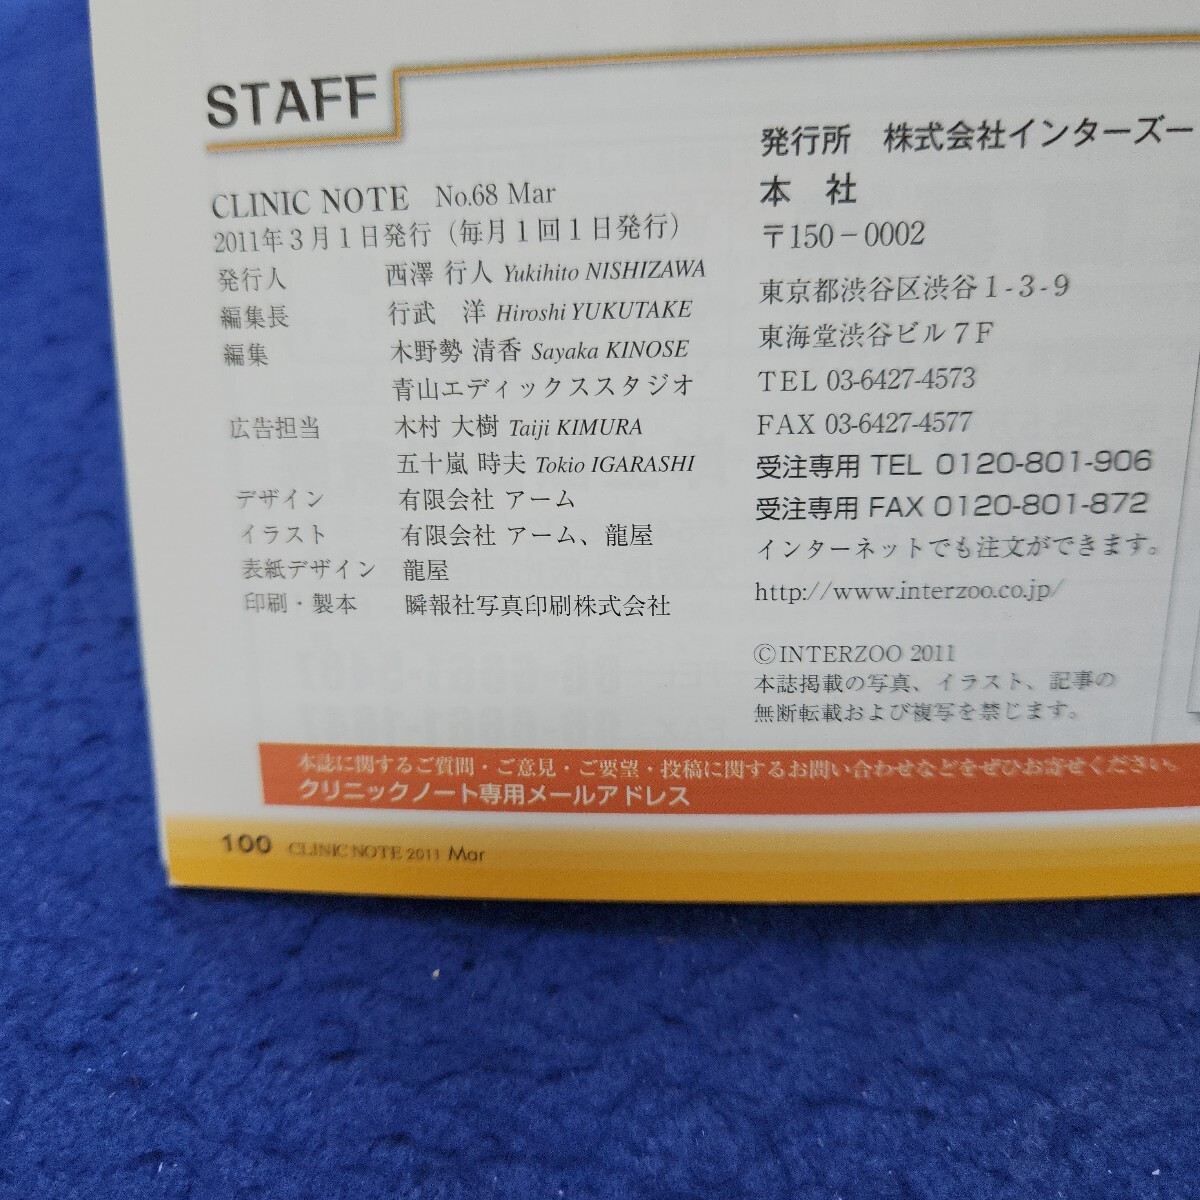 STAFF
CLINIC NOTE No.68 Mar
2011年3月1日発行（毎月1回1日発行）
発行人 西澤 行人 Yukihito NISHIZAWA
編集長 行武 洋 Hiroshi YUKUTAKE
編集 木野勢 清香 Sayaka KINOSE
青山エディックススタジオ
広告担当 木村 大樹 Taiji KIMURA
五十嵐 時夫 Tokio IGARASHI
デザイン 有限会社 アーム
イラスト 有限会社 アーム、龍屋
表紙デザイン 龍屋
印刷・製本 瞬報社写真印刷株式会社
発行所 株式会社インターズー
本 社
〒150-0002
東京都渋谷区渋谷1-3-9
東海堂渋谷ビル7F
TEL 03-6427-4573
FAX 03-6427-4577
受注専用 TEL 0120-801-906
受注専用 FAX 0120-801-872
インターネットでも注文ができます。
http://www.interzoo.co.jp/
©INTERZOO 2011
本誌掲載の写真、イラスト、記事の
無断転載および複写を禁じます。
本誌に関するご質問・ご意見・ご要望・投稿に関するお問い合わせなどをぜひお寄せください。
クリニックノート専用メールアドレス
100 CLINIC NOTE 2011 Mar